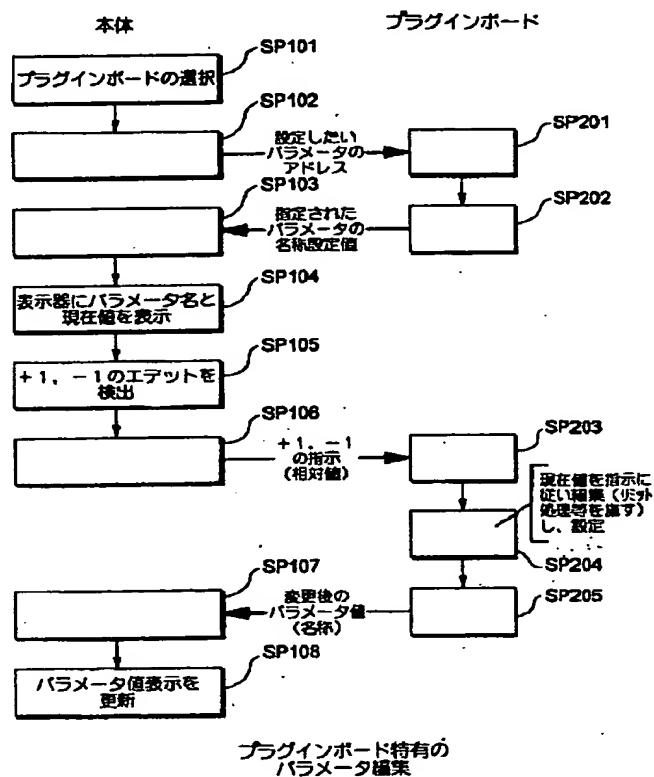 本体
プラグインボード
SP101
プラグインボードの選択
SP102
設定したい
パラメータの
アドレス
SP201
SP103
指定された
パラメータの
名称設定値
SP202
SP104
表示器にパラメータ名と
現在値を表示
SP105
+1, -1のエデットを
検出
SP106
+1, -1
の指示
(相対値)
SP203
現在値を指示に
従い編集(リミット
処理等を施す)
し、設定
SP204
SP107
変更後の
パラメータ値
(名称)
SP205
SP108
パラメータ値表示を
更新
プラグインボード特有の
パラメータ編集